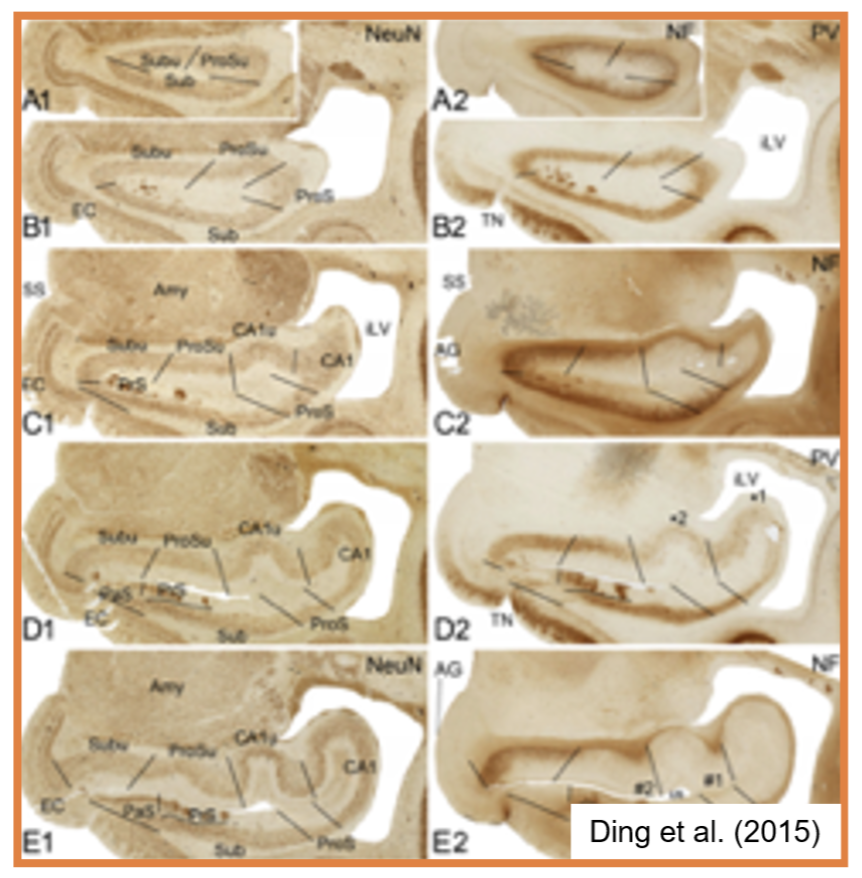 NeuN
Subu ProSu
Sub
A1
NF
PV
A2
Subu ProSu
EC
ProS
B1
Sub
iLV
B2
TN
SS
Amy
CA1u
Subu ProSu
iLV
CA1
EC
PrS
ProS
C1
Sub
NF
SS
AG
C2
CA1u
Subu ProSu
CA1
PaS PrS
EC
ProS
D1
Sub
PV
iLV
*1
*2
D2
TN
NeuN
Amy
CA1u
Subu ProSu
CA1
EC
PaS PrS
ProS
E1
Sub
AG
NF
#2
#1
E2
Ding et al. (2015)